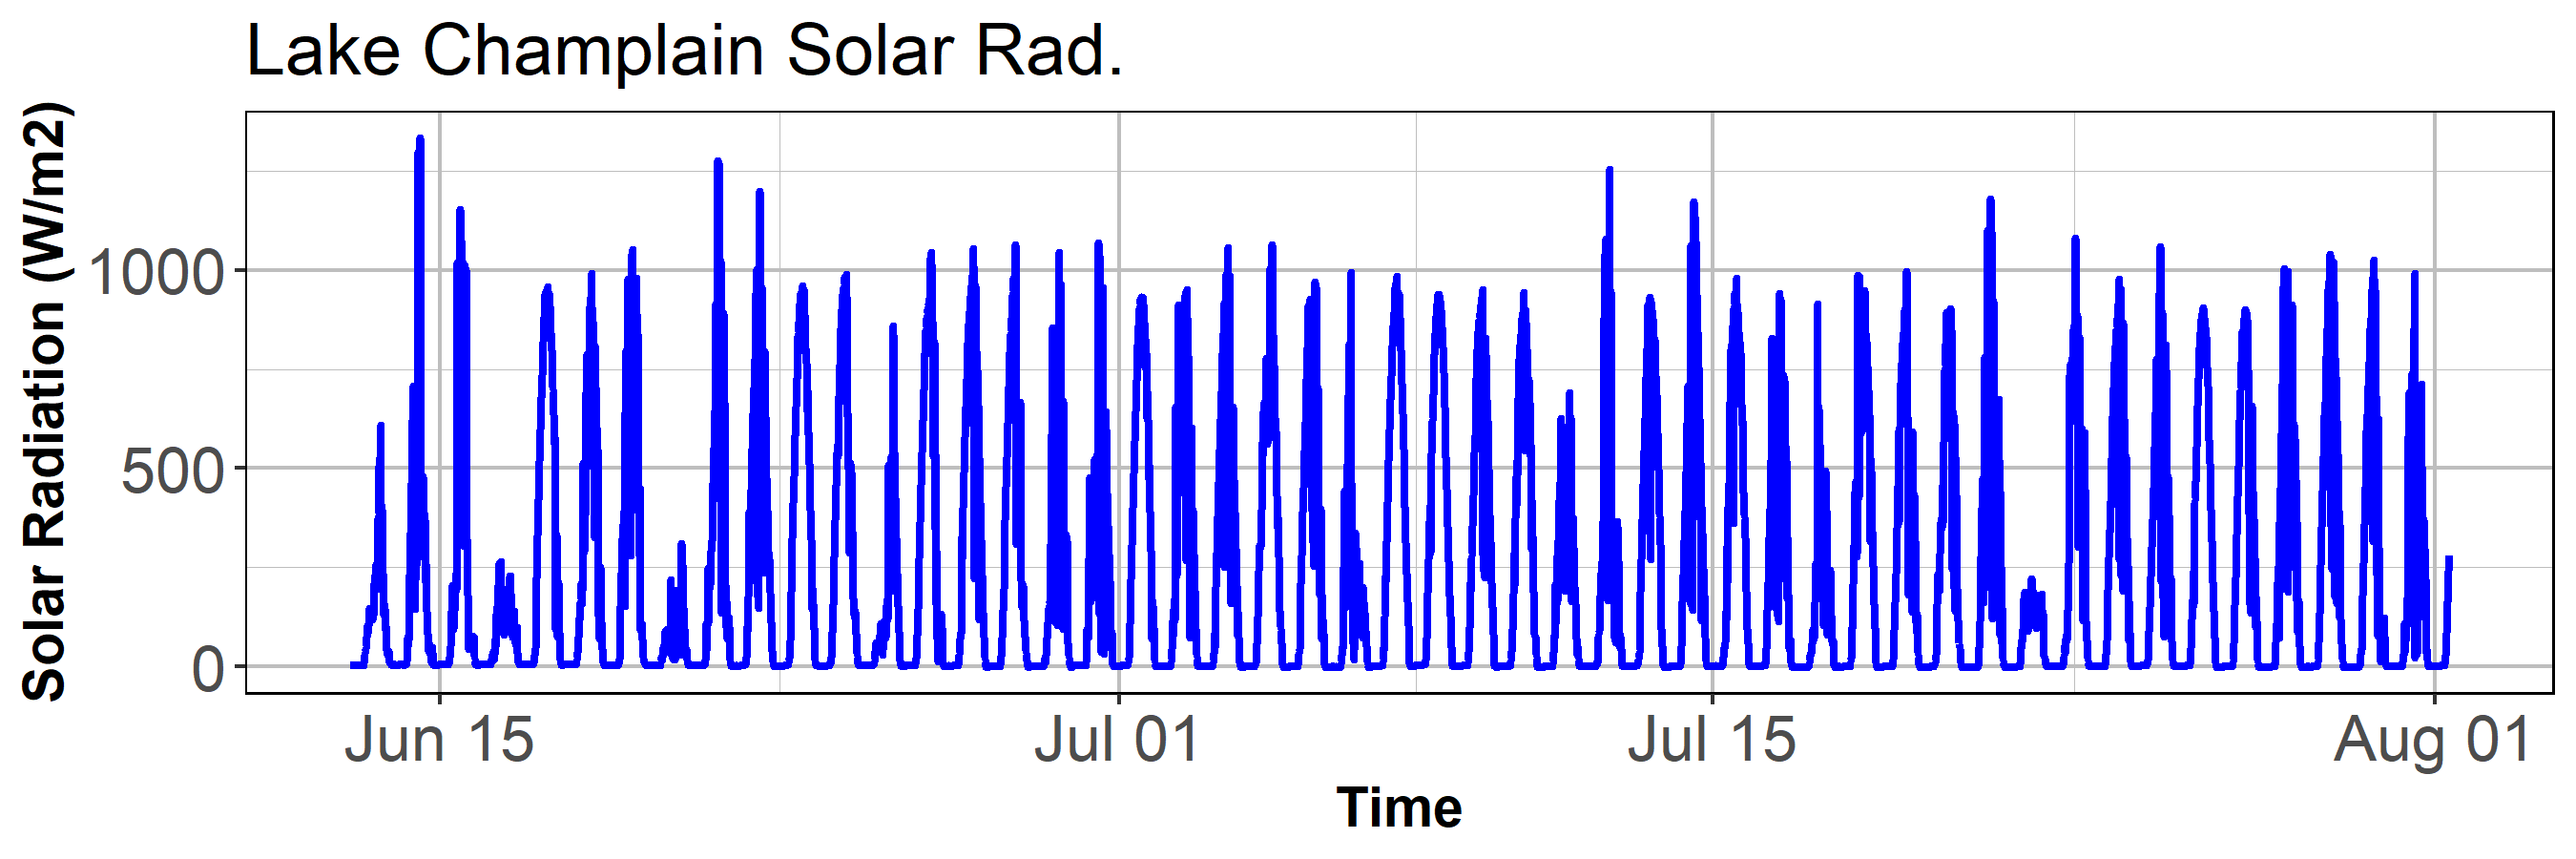 Lake Champlain Solar Rad.
Solar Radiation (W/m2)
1000
500
0
Jun 15
Jul 01
Jul 15
Aug 01
Time